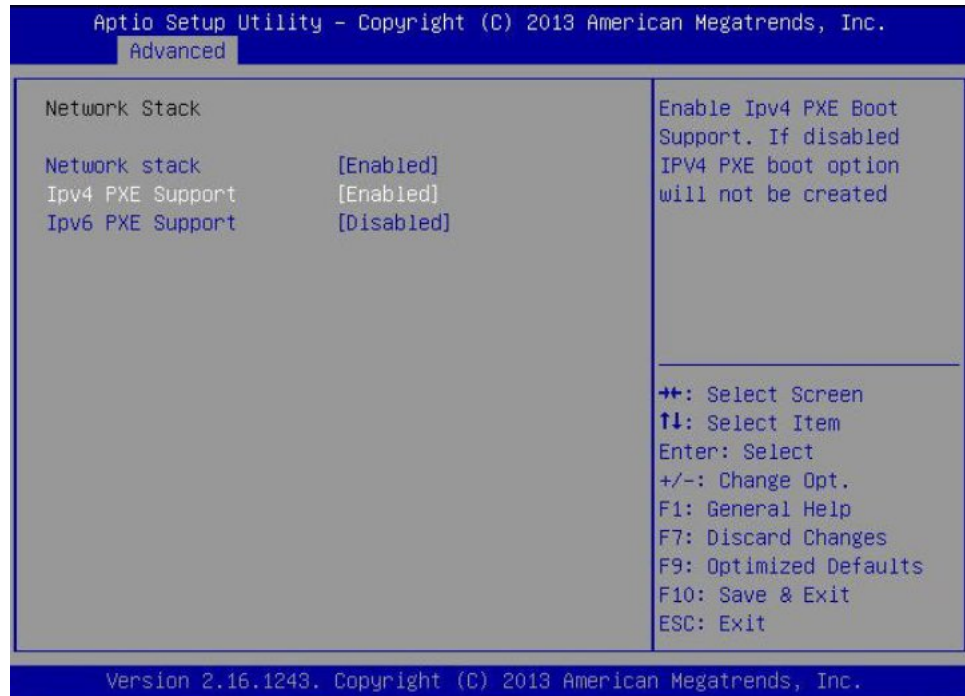 Aptio Setup Utility – Copyright (C) 2013 American Megatrends, Inc.
Advanced
Network Stack
Network stack [Enabled]
Ipv4 PXE Support [Enabled]
Ipv6 PXE Support [Disabled]
Enable Ipv4 PXE Boot
Support. If disabled
IPV4 PXE boot option
will not be created
→←: Select Screen
↑↓: Select Item
Enter: Select
+/-: Change Opt.
F1: General Help
F7: Discard Changes
F9: Optimized Defaults
F10: Save & Exit
ESC: Exit
Version 2.16.1243. Copyright (C) 2013 American Megatrends, Inc.